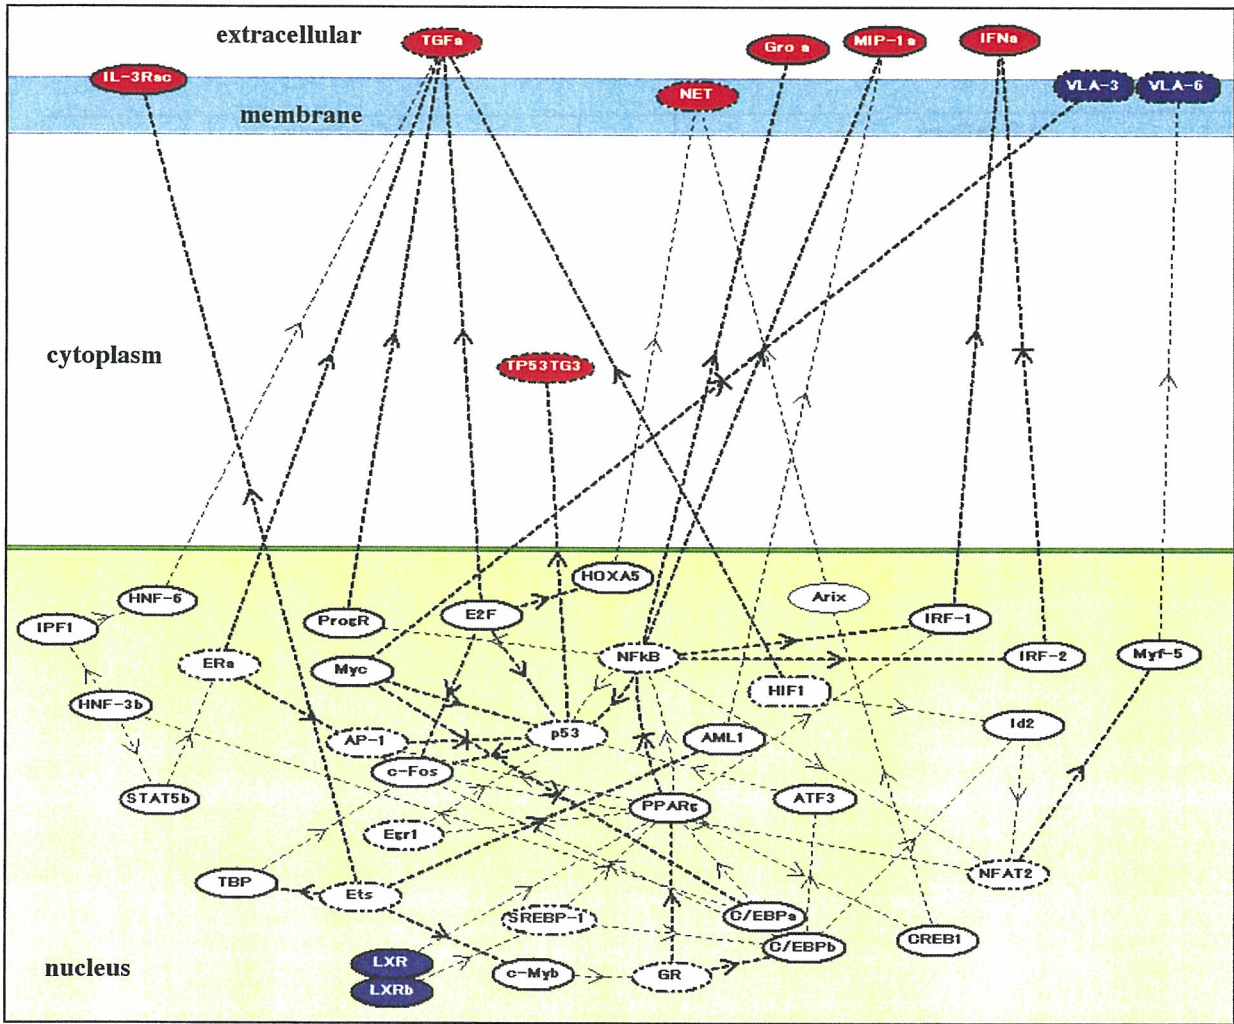 extracellular
TGFa
Gro a
MIP-1a
IFNa
IL-3Rac
NET
VLA-3
VLA-6
membrane
cytoplasm
TP53TG3
HOXA5
HNF-6
Arix
IPF1
ProgR
E2F
IRF-1
ERa
Myc
NFkB
IRF-2
Myf-5
HNF-3b
HIF1
Id2
AP-1
p53
AML1
c-Fos
STAT5b
PPARg
ATF3
Egr1
TBP
Ets
NFAT2
SREBP-1
C/EBPa
C/EBPb
CREB1
LXR
c-Myb
GR
nucleus
LXRb